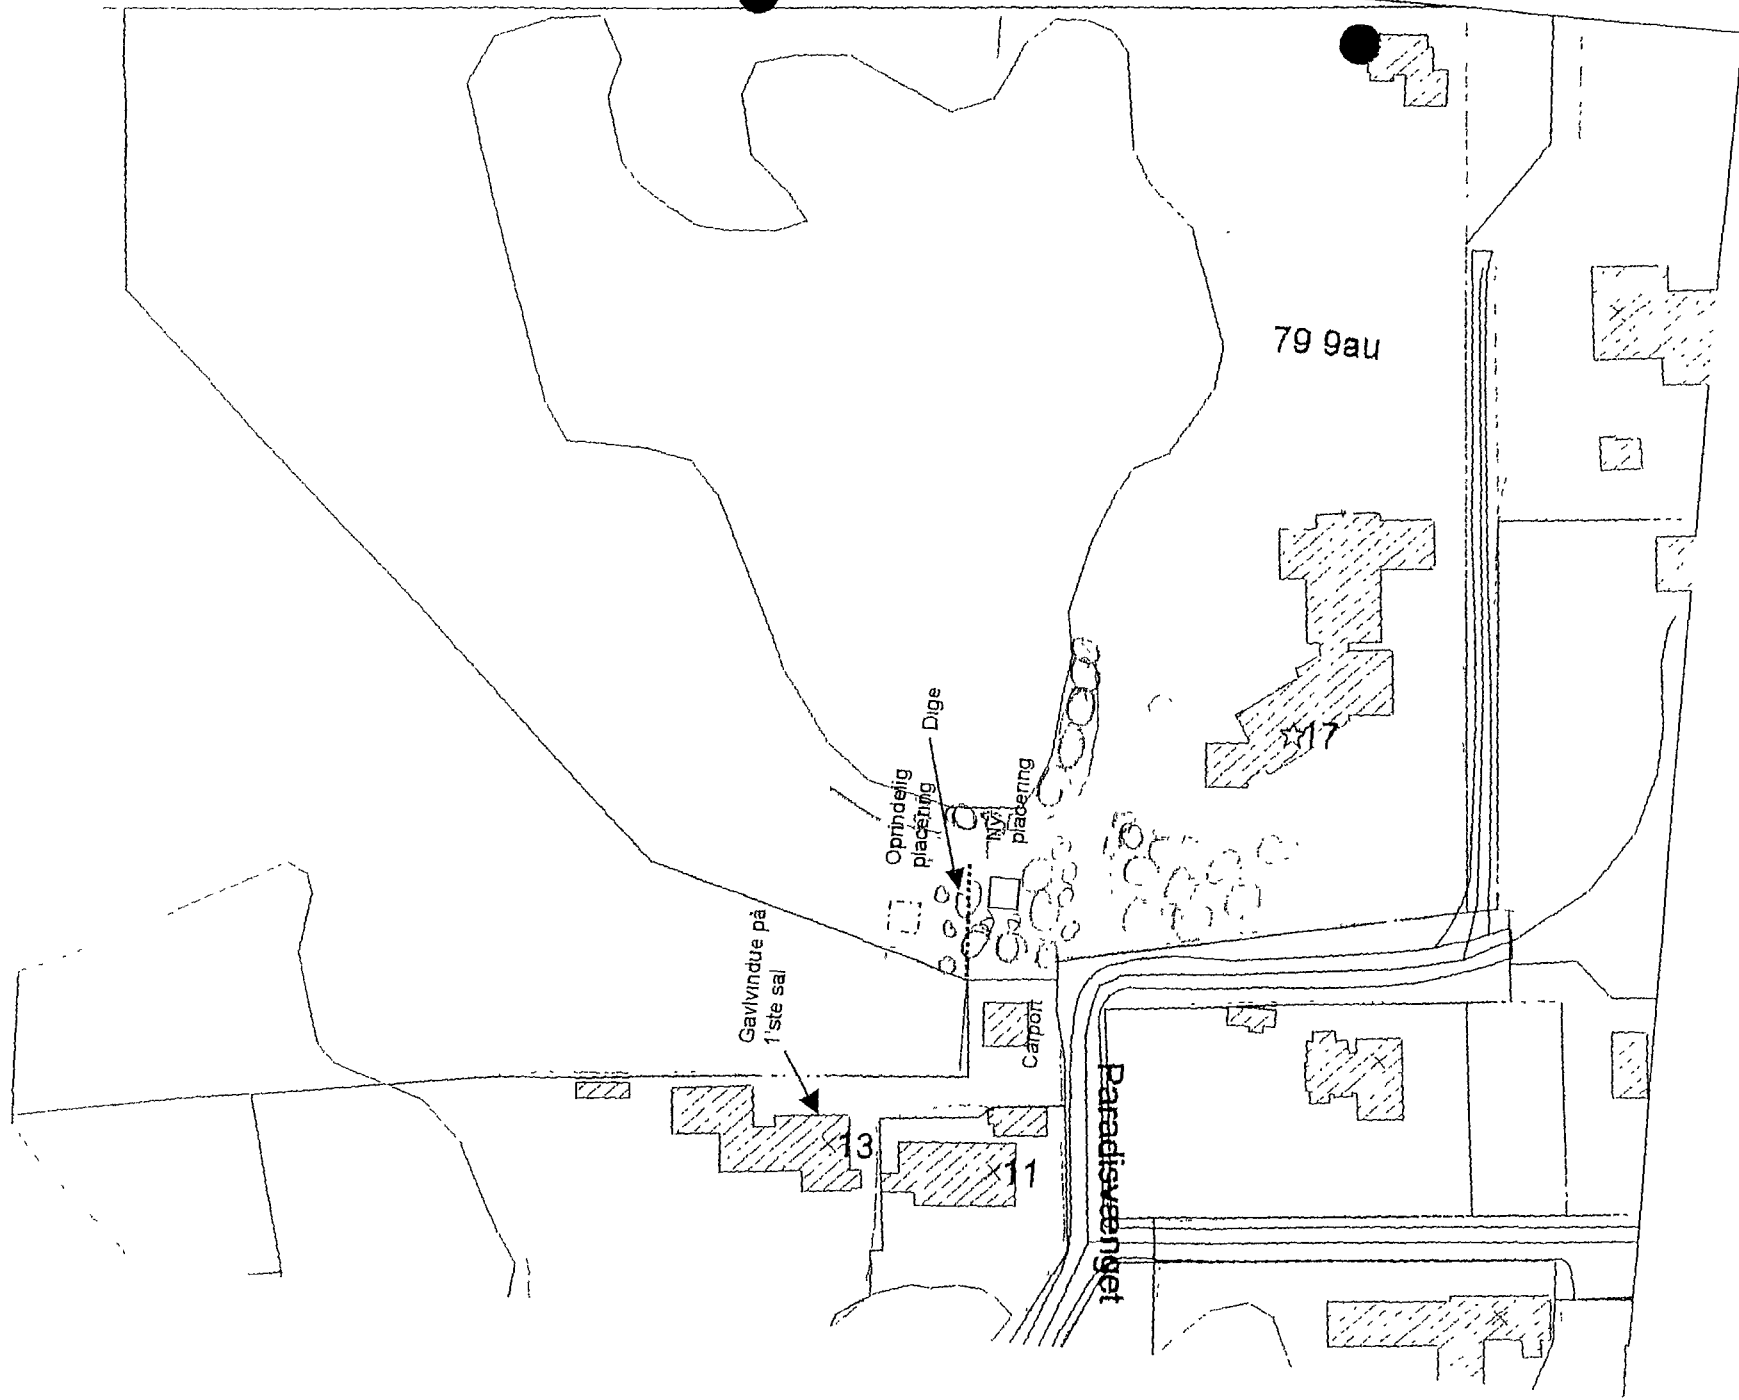 79 9au
17
Dige
Oprindelig
placering
Ny
placering
Gavlvindue på
1'ste sal
Carport
13
11
Paradisvænget